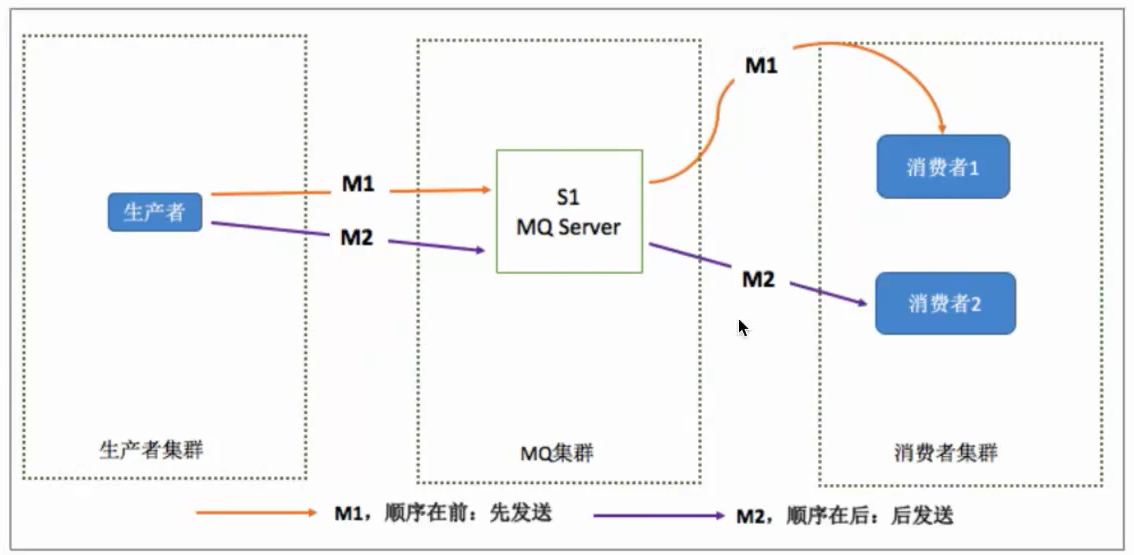 M1
消费者1
M1
S1
生产者
MQ Server
M2
M2
消费者2
生产者集群
MQ集群
消费者集群
M1，顺序在前：先发送
M2，顺序在后：后发送